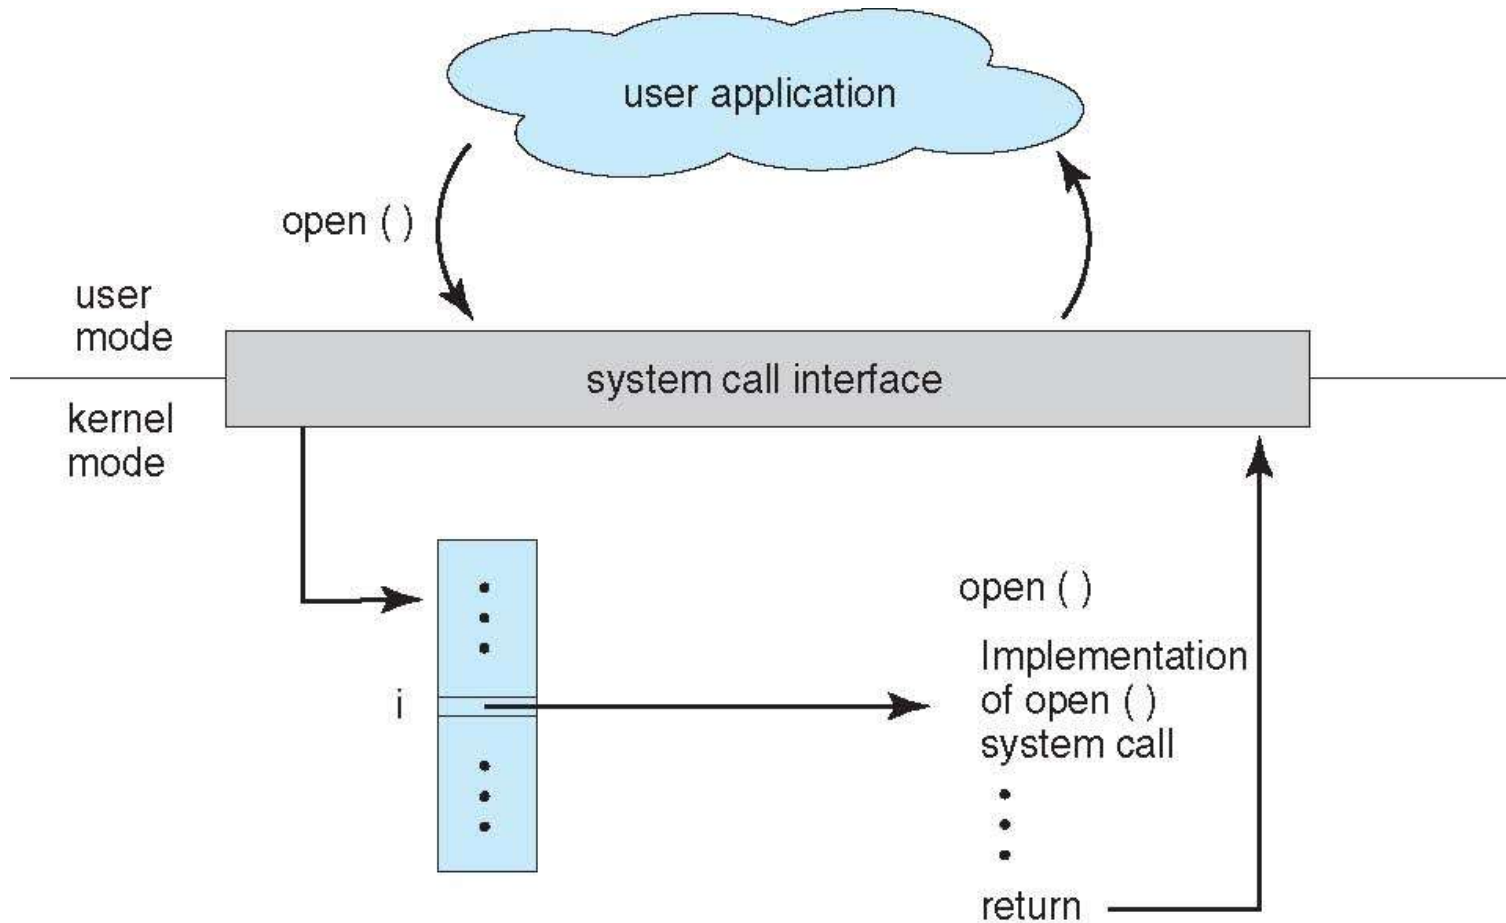 user application
open ( )
user
mode
system call interface
kernel
mode
open ( )
Implementation
of open ( )
system call
i
return